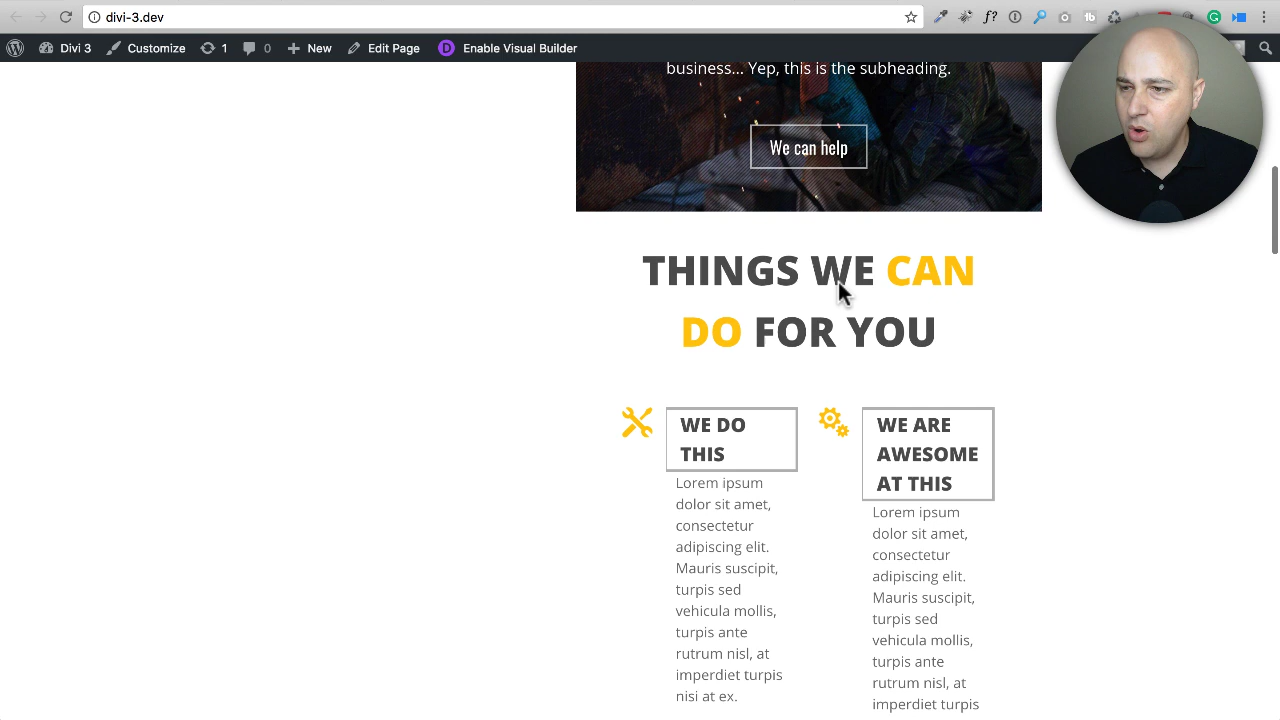 divi-3.dev
f?
1b
Divi 3
Customize
1
0
New
Edit Page
D
Enable Visual Builder
business... Yep, this is the subheading.
We can help
THINGS WE CAN
DO FOR YOU
WE DO
THIS
Lorem ipsum
dolor sit amet,
consectetur
adipiscing elit.
Mauris suscipit,
turpis sed
vehicula mollis,
turpis ante
rutrum nisl, at
imperdiet turpis
nisi at ex.
WE ARE
AWESOME
AT THIS
Lorem ipsum
dolor sit amet,
consectetur
adipiscing elit.
Mauris suscipit,
turpis sed
vehicula mollis,
turpis ante
rutrum nisl, at
imperdiet turpis